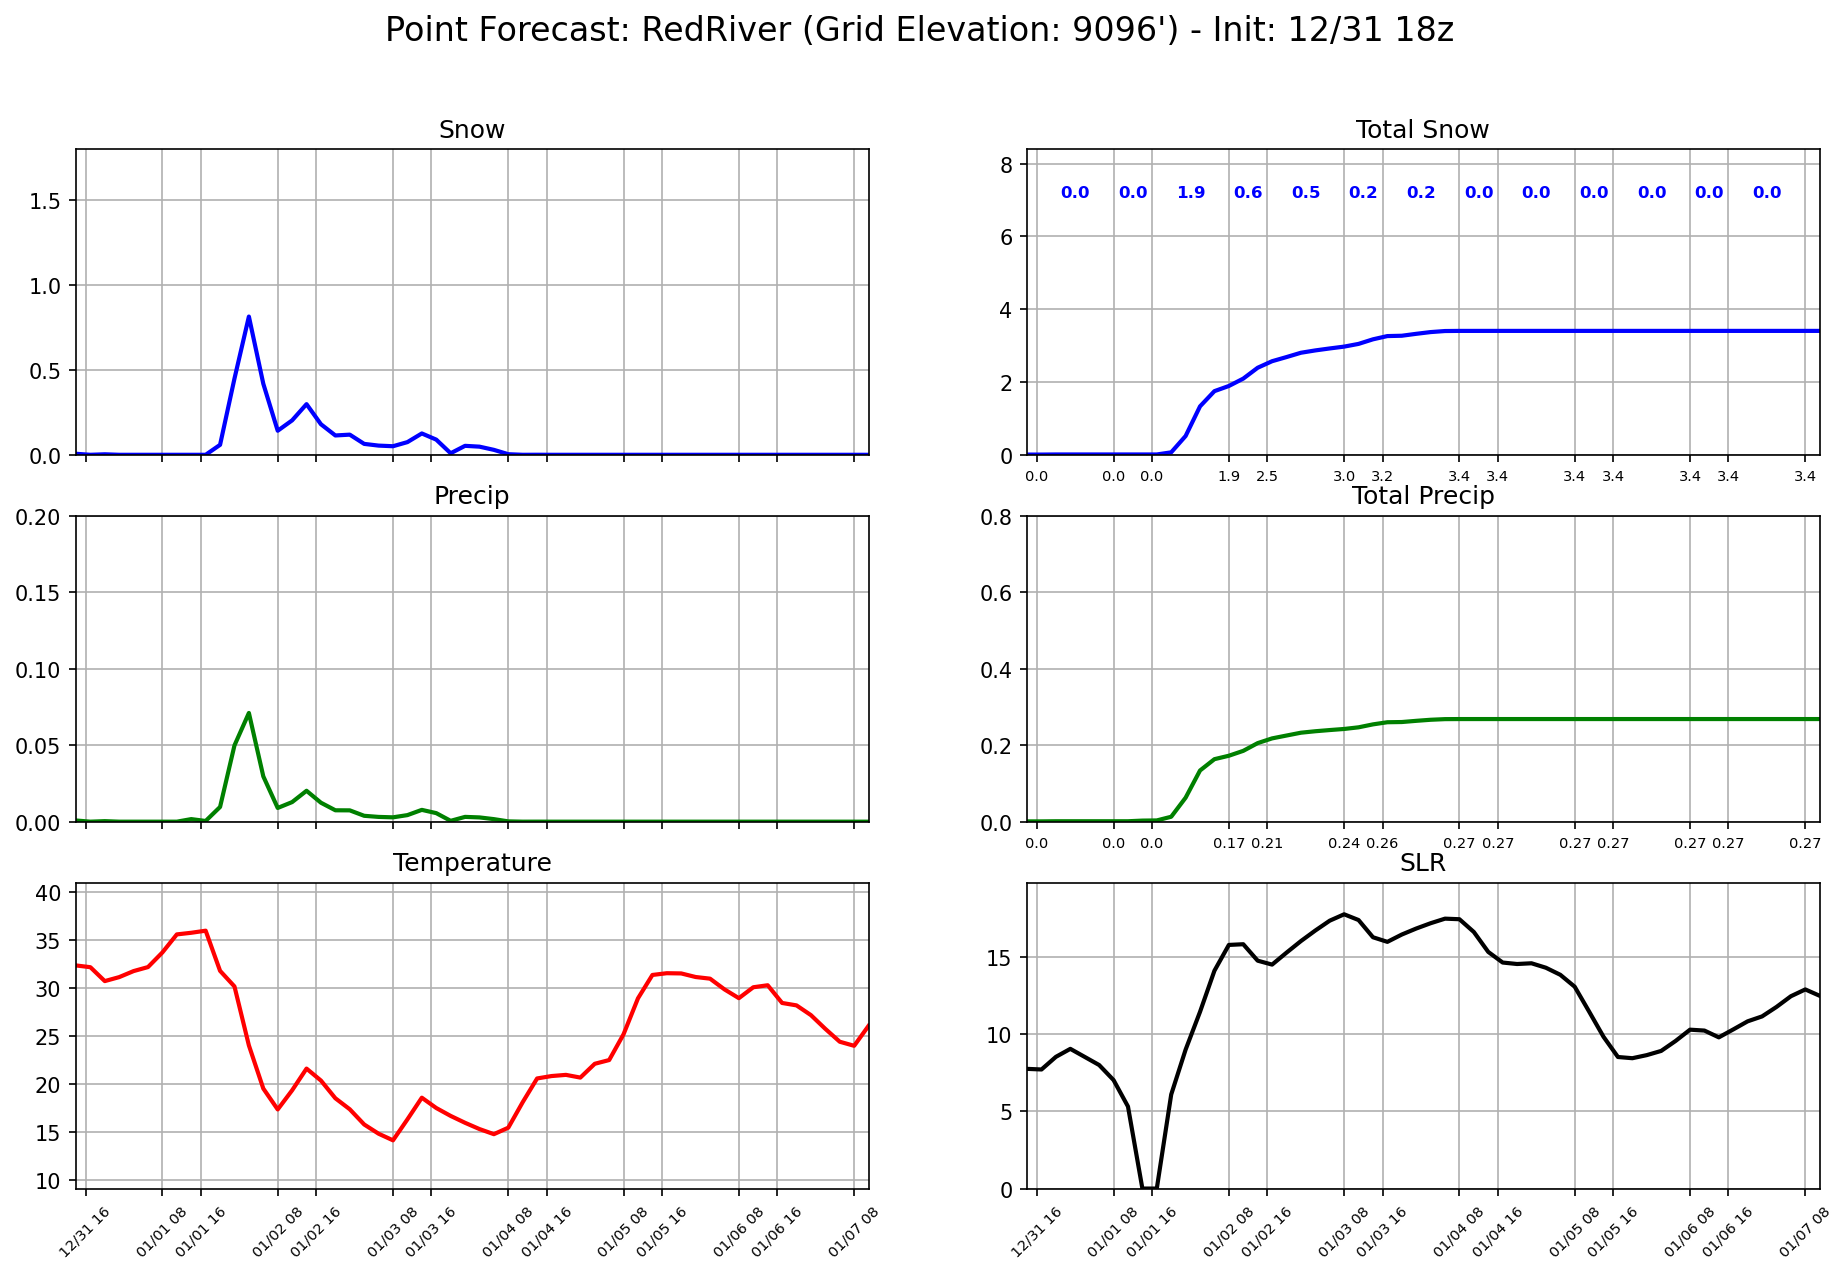 Point Forecast: RedRiver (Grid Elevation: 9096') - Init: 12/31 18z
Snow
1.5
1.0
0.5
0.0
Total Snow
8
6
4
2
0
0.0 0.0 1.9 0.6 0.5 0.2 0.2 0.0 0.0 0.0 0.0 0.0 0.0
0.0 0.0 0.0 1.9 2.5 3.0 3.2 3.4 3.4 3.4 3.4 3.4 3.4 3.4
Precip
0.20
0.15
0.10
0.05
0.00
Total Precip
0.8
0.6
0.4
0.2
0.0
0.0 0.0 0.0 0.17 0.21 0.24 0.26 0.27 0.27 0.27 0.27 0.27 0.27 0.27
Temperature
40
35
30
25
20
15
10
12/31 16 01/01 08 01/01 16 01/02 08 01/02 16 01/03 08 01/03 16 01/04 08 01/04 16 01/05 08 01/05 16 01/06 08 01/06 16 01/07 08
SLR
15
10
5
0
12/31 16 01/01 08 01/01 16 01/02 08 01/02 16 01/03 08 01/03 16 01/04 08 01/04 16 01/05 08 01/05 16 01/06 08 01/06 16 01/07 08